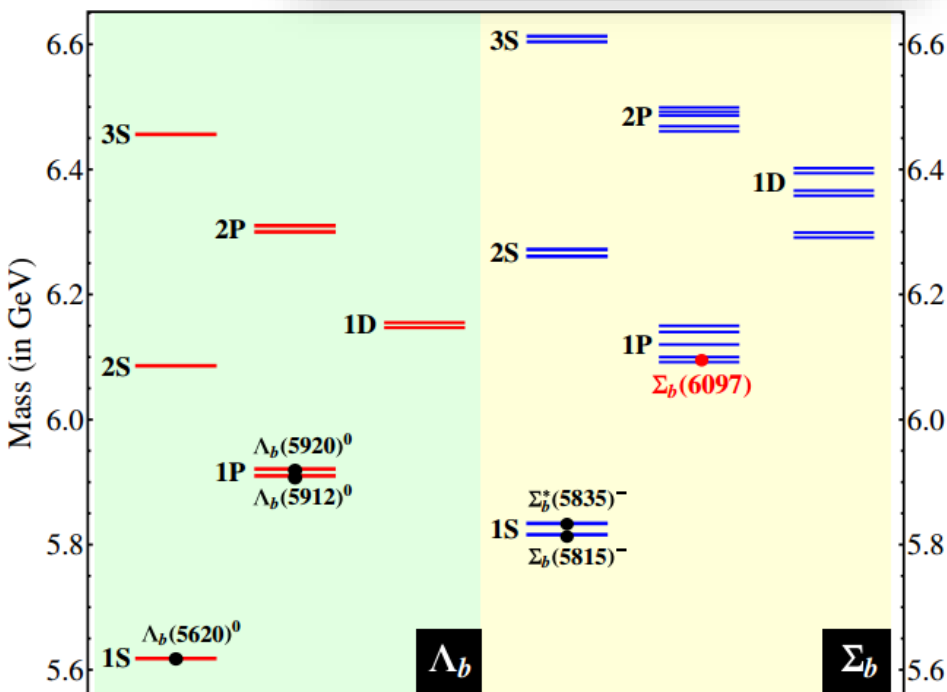 Mass (in GeV)
6.6
6.4
6.2
6.0
5.8
5.6
3S
2P
1D
2S
Λb(5920)⁰
1P
Λb(5912)⁰
Λb(5620)⁰
1S
Λb
3S
2P
1D
2S
1P
Σb(6097)
Σb*(5835)⁻
1S
Σb(5815)⁻
Σb
6.6
6.4
6.2
6.0
5.8
5.6